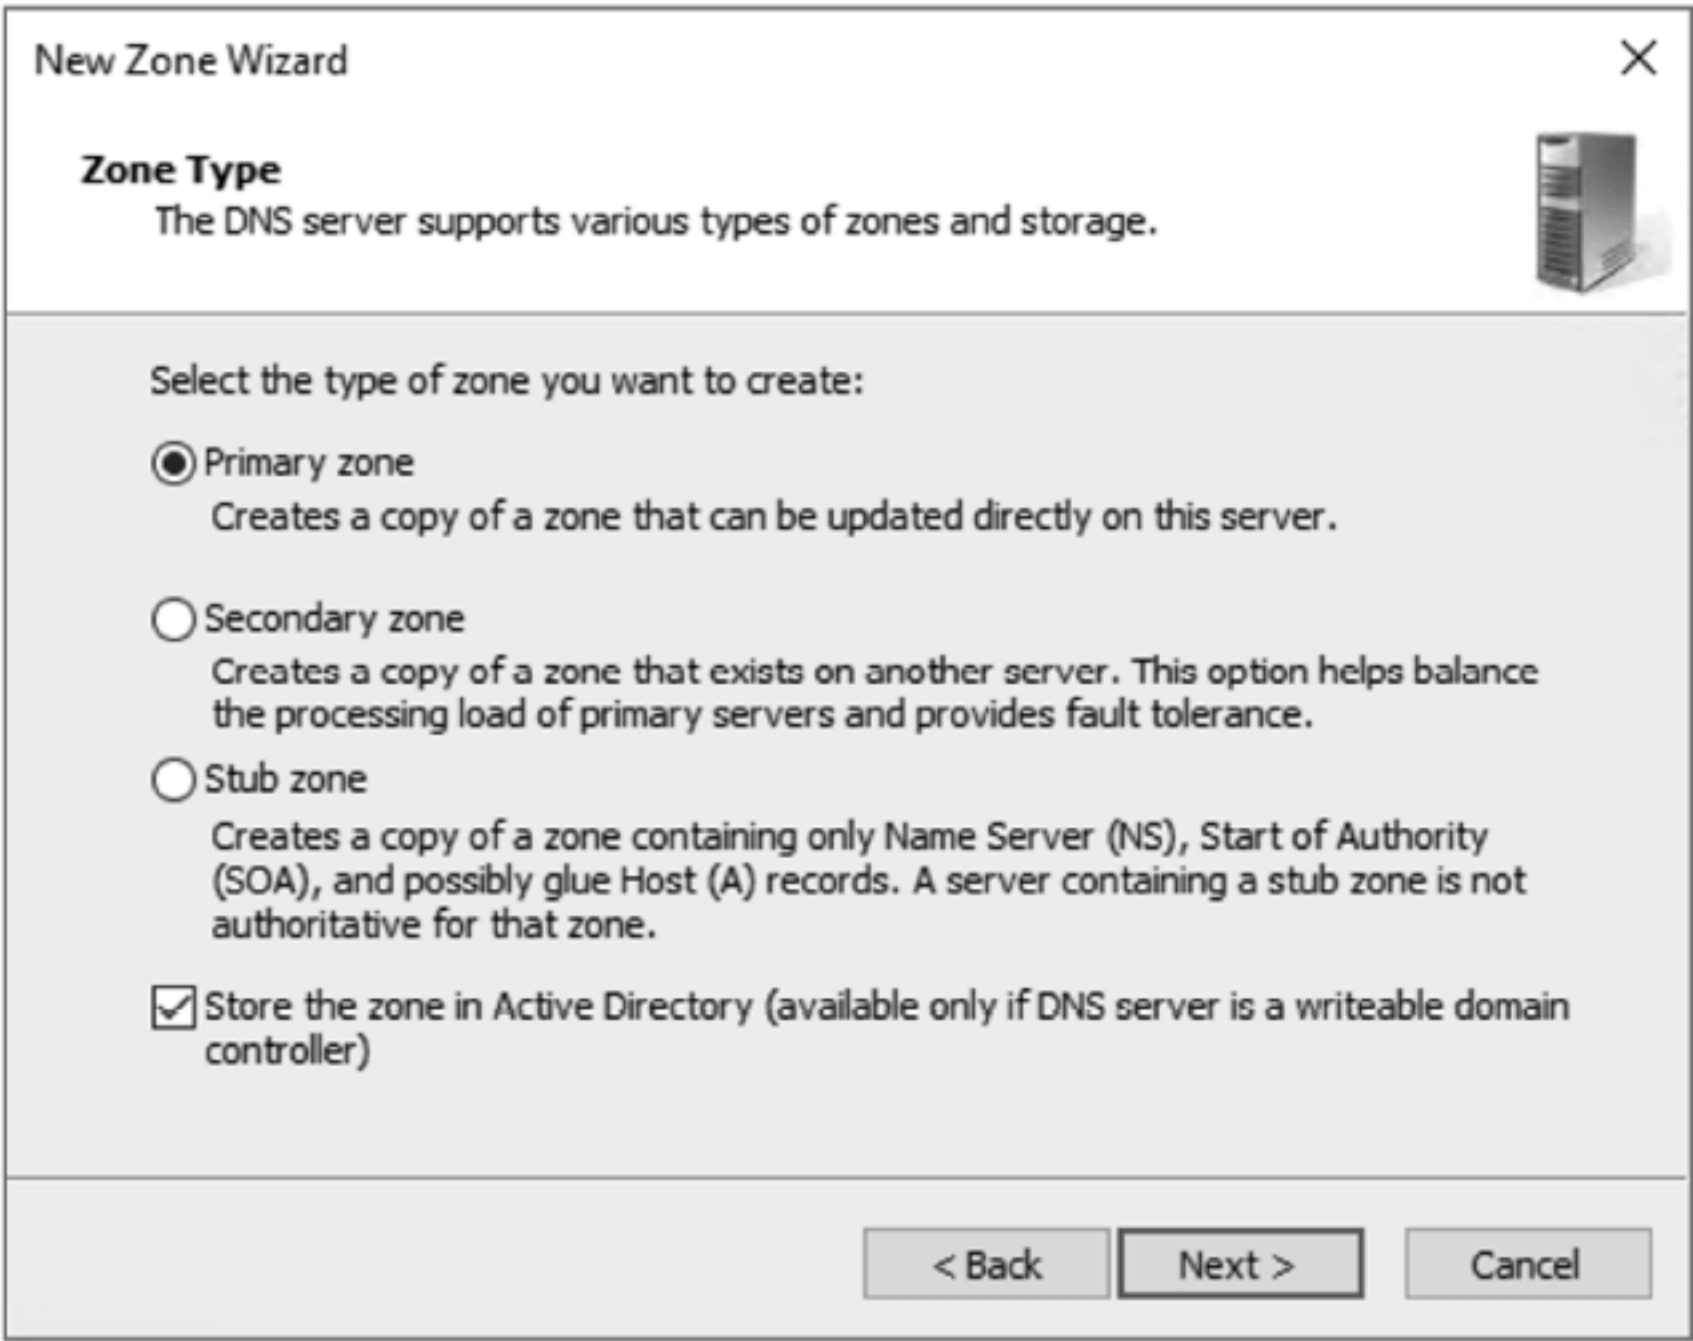 New Zone Wizard
Zone Type
The DNS server supports various types of zones and storage.
Select the type of zone you want to create:
Primary zone
Creates a copy of a zone that can be updated directly on this server.
Secondary zone
Creates a copy of a zone that exists on another server. This option helps balance
the processing load of primary servers and provides fault tolerance.
Stub zone
Creates a copy of a zone containing only Name Server (NS), Start of Authority
(SOA), and possibly glue Host (A) records. A server containing a stub zone is not
authoritative for that zone.
Store the zone in Active Directory (available only if DNS server is a writeable domain
controller)
< Back Next > Cancel